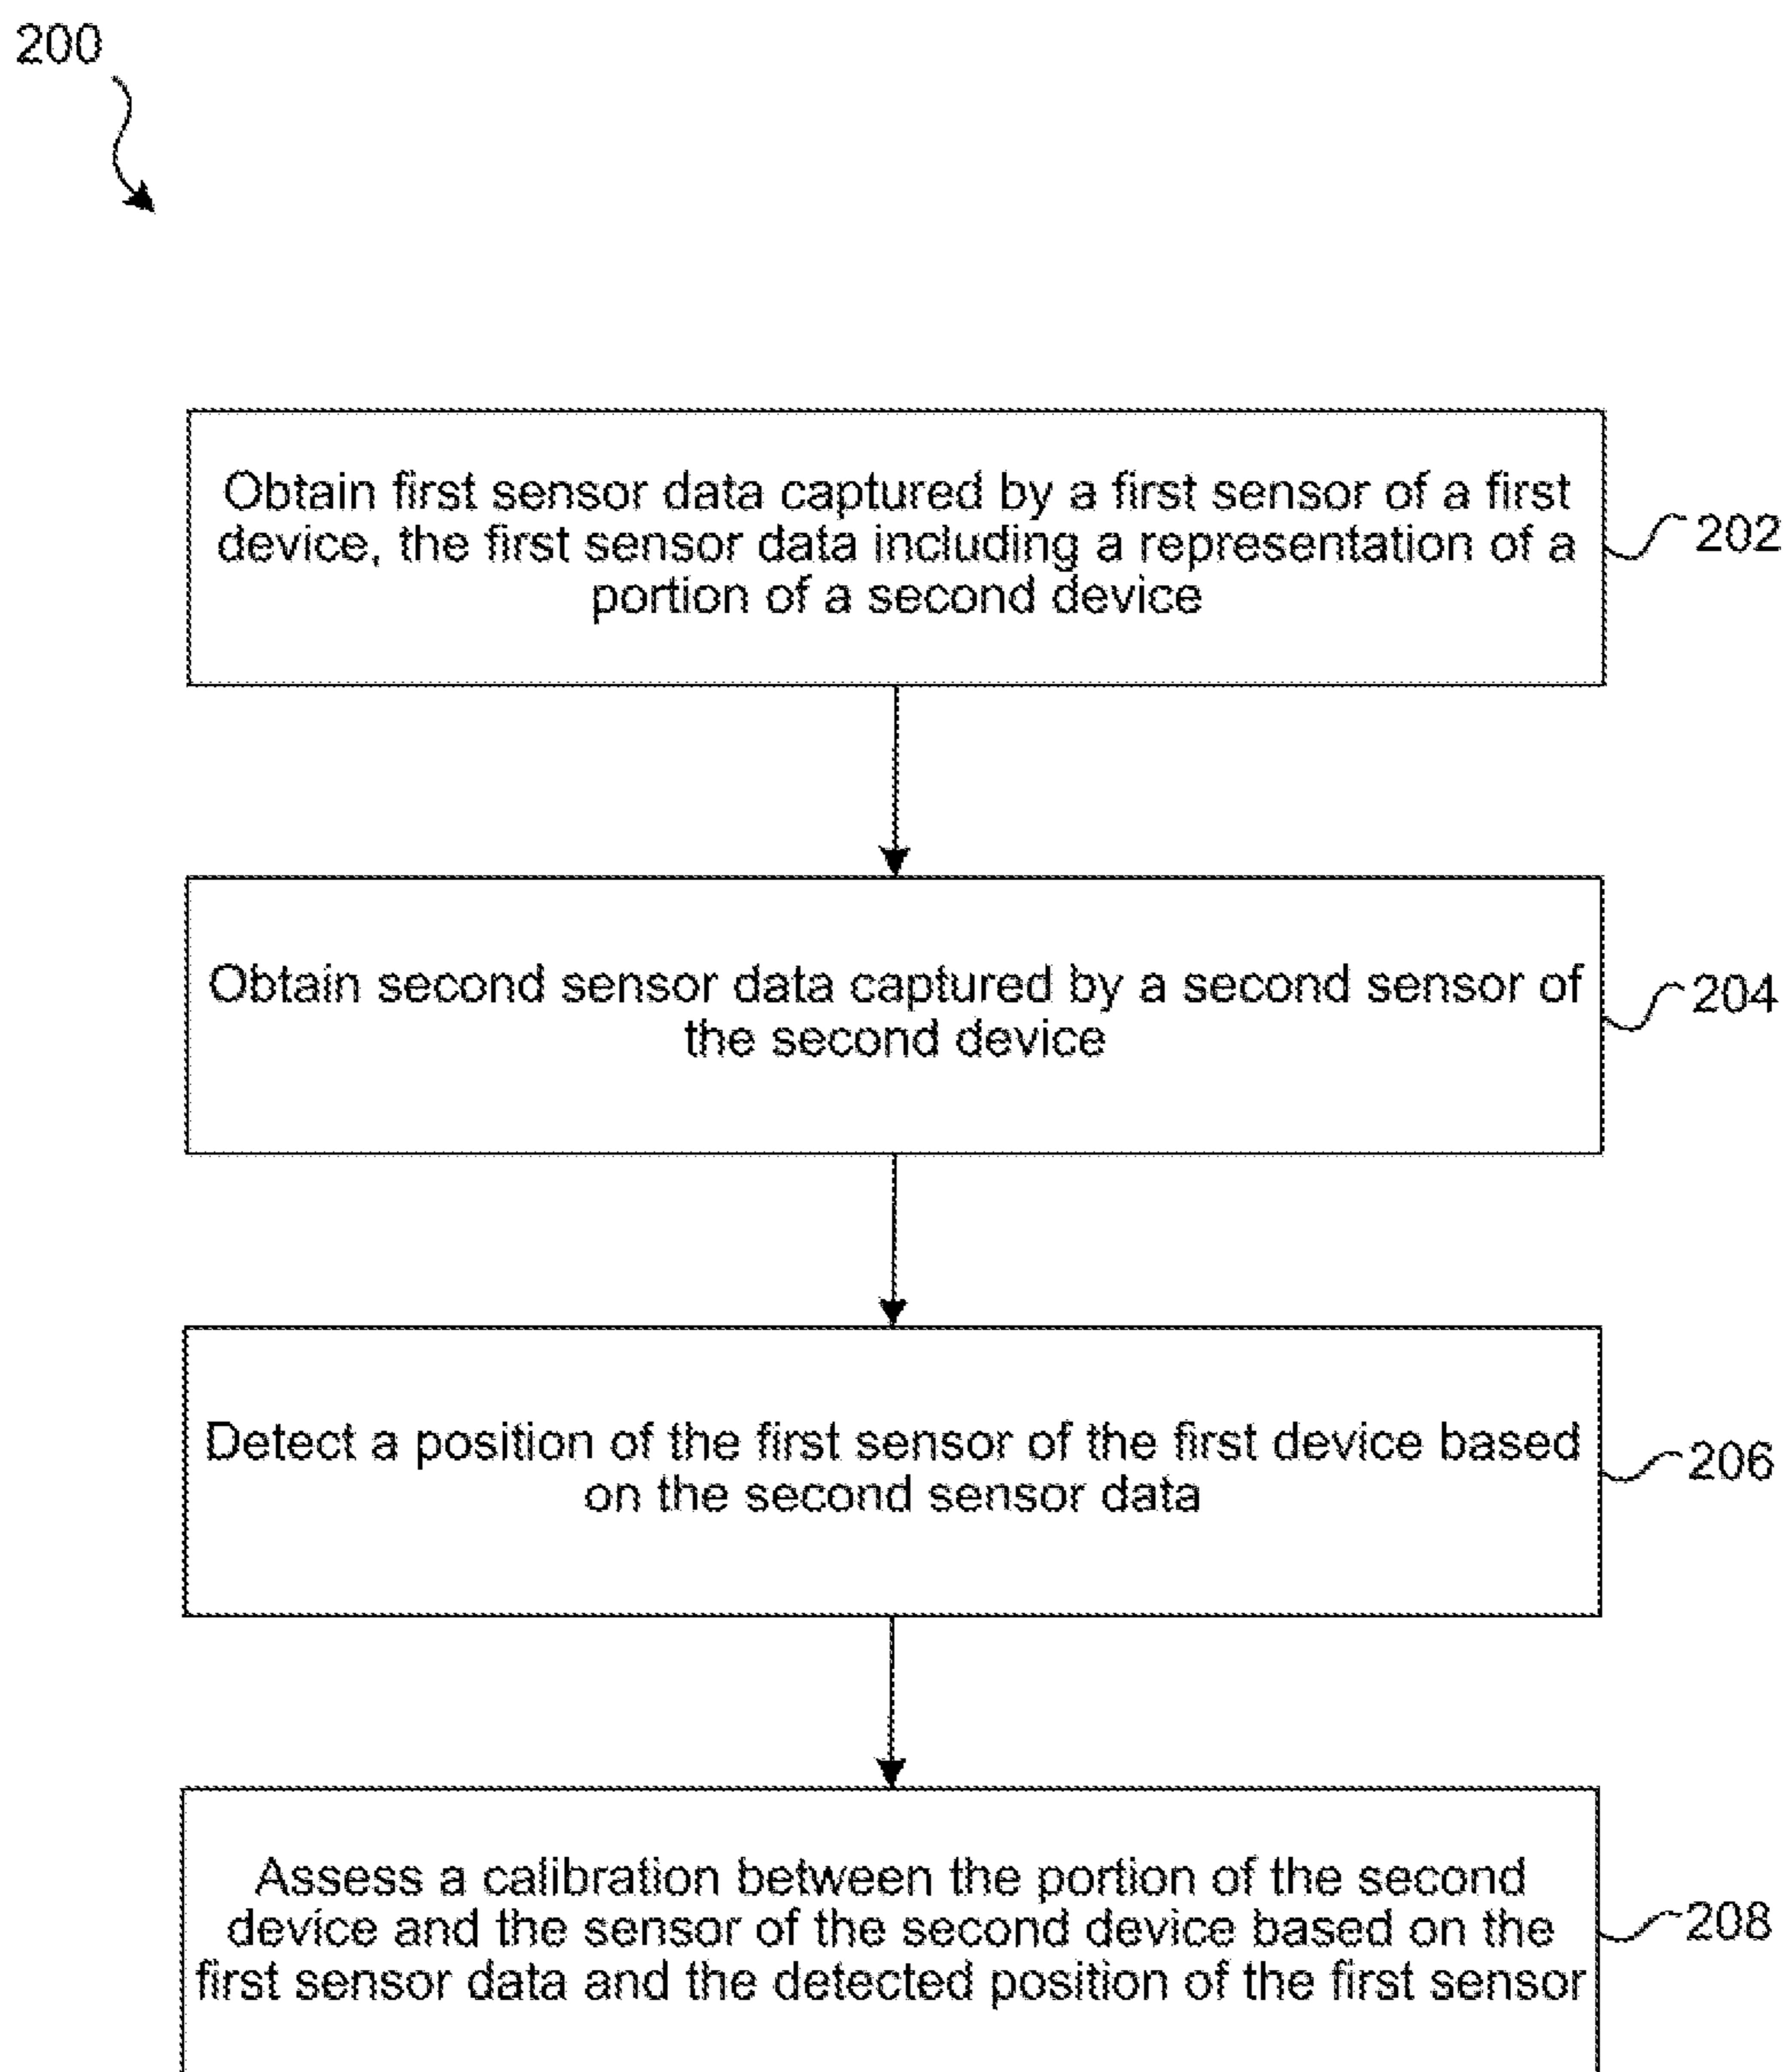 200
Obtain first sensor data captured by a first sensor of a first
device, the first sensor data including a representation of a
portion of a second device
202
Obtain second sensor data captured by a second sensor of
the second device
204
Detect a position of the first sensor of the first device based
on the second sensor data
206
Assess a calibration between the portion of the second
device and the sensor of the second device based on the
first sensor data and the detected position of the first sensor
208